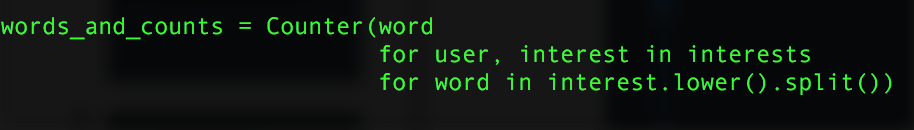 words_and_counts = Counter(word
                           for user, interest in interests
                           for word in interest.lower().split())